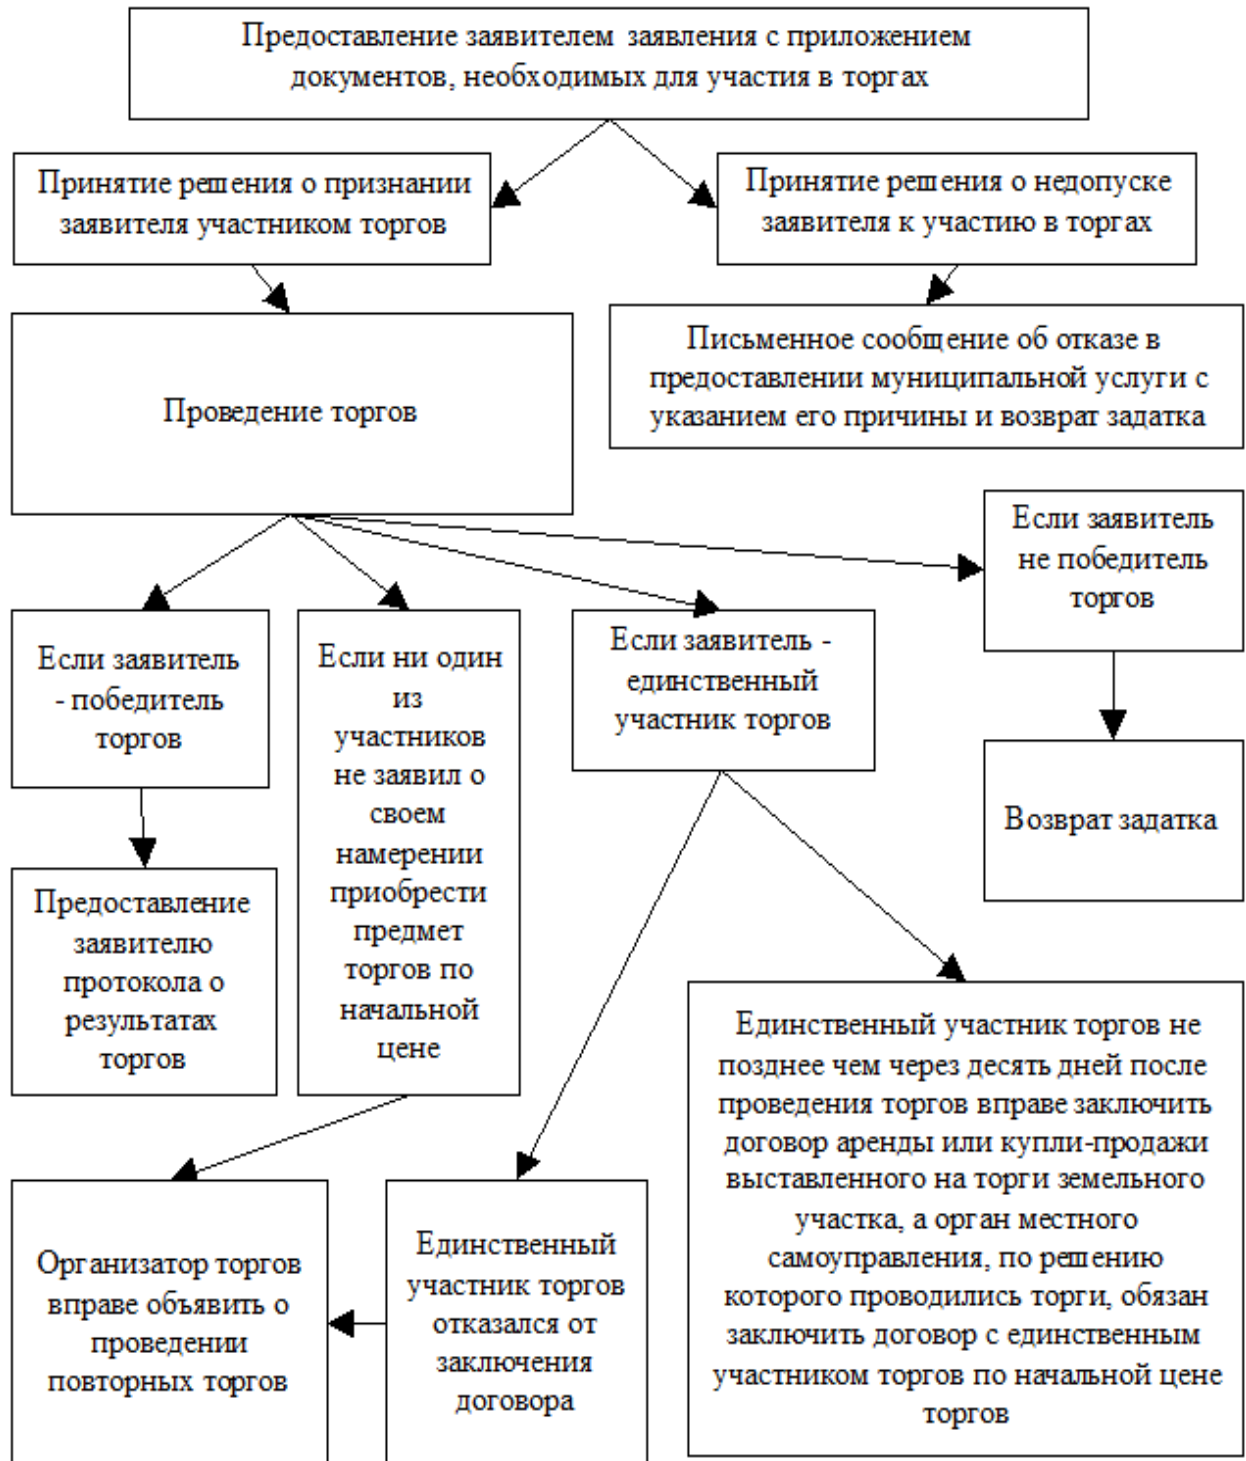 Предоставление заявителем заявления с приложением
документов, необходимых для участия в торгах
Принятие решения о признании
заявителя участником торгов
Принятие решения о недопуске
заявителя к участию в торгах
Проведение торгов
Письменное сообщение об отказе в
предоставлении муниципальной услуги с
указанием его причины и возврат задатка
Если заявитель
- победитель
торгов
Если ни один
из
участников
не заявил о
своем
намерении
приобрести
предмет
торгов по
начальной
цене
Если заявитель -
единственный
участник торгов
Если заявитель
не победитель
торгов
Возврат задатка
Предоставление
заявителю
протокола о
результатах
торгов
Организатор торгов
вправе объявить о
проведении
повторных торгов
Единственный
участник торгов
отказался от
заключения
договора
Единственный участник торгов не
позднее чем через десять дней после
проведения торгов вправе заключить
договор аренды или купли-продажи
выставленного на торги земельного
участка, а орган местного
самоуправления, по решению
которого проводились торги, обязан
заключить договор с единственным
участником торгов по начальной цене
торгов